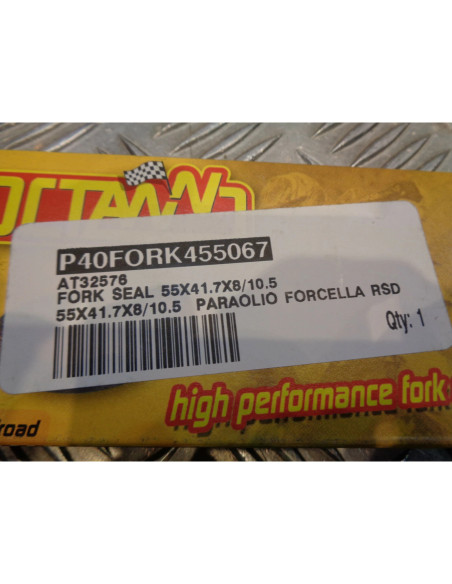 P40FORK455067
AT32576
FORK SEAL 55X41.7X8/10.5
55X41.7X8/10.5 PARAOLIO FORCELLA RSD
Qty: 1
high performance fork
road